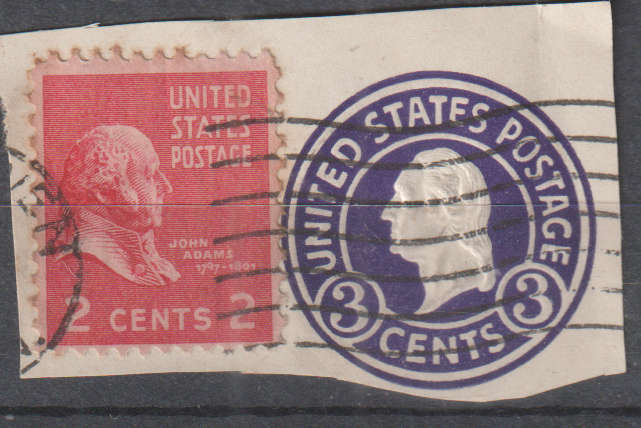 UNITED
STATES
POSTAGE
JOHN
ADAMS
1797-1801
2 CENTS 2
UNITED STATES POSTAGE
3 CENTS 3